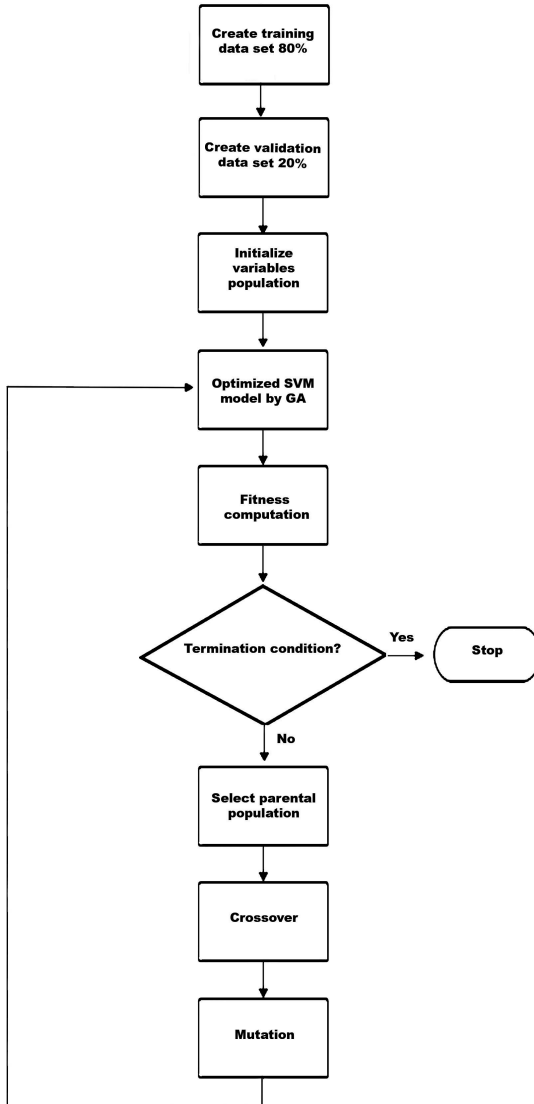 Create training
data set 80%
Create validation
data set 20%
Initialize
variables
population
Optimized SVM
model by GA
Fitness
computation
Termination condition?
Yes
Stop
No
Select parental
population
Crossover
Mutation